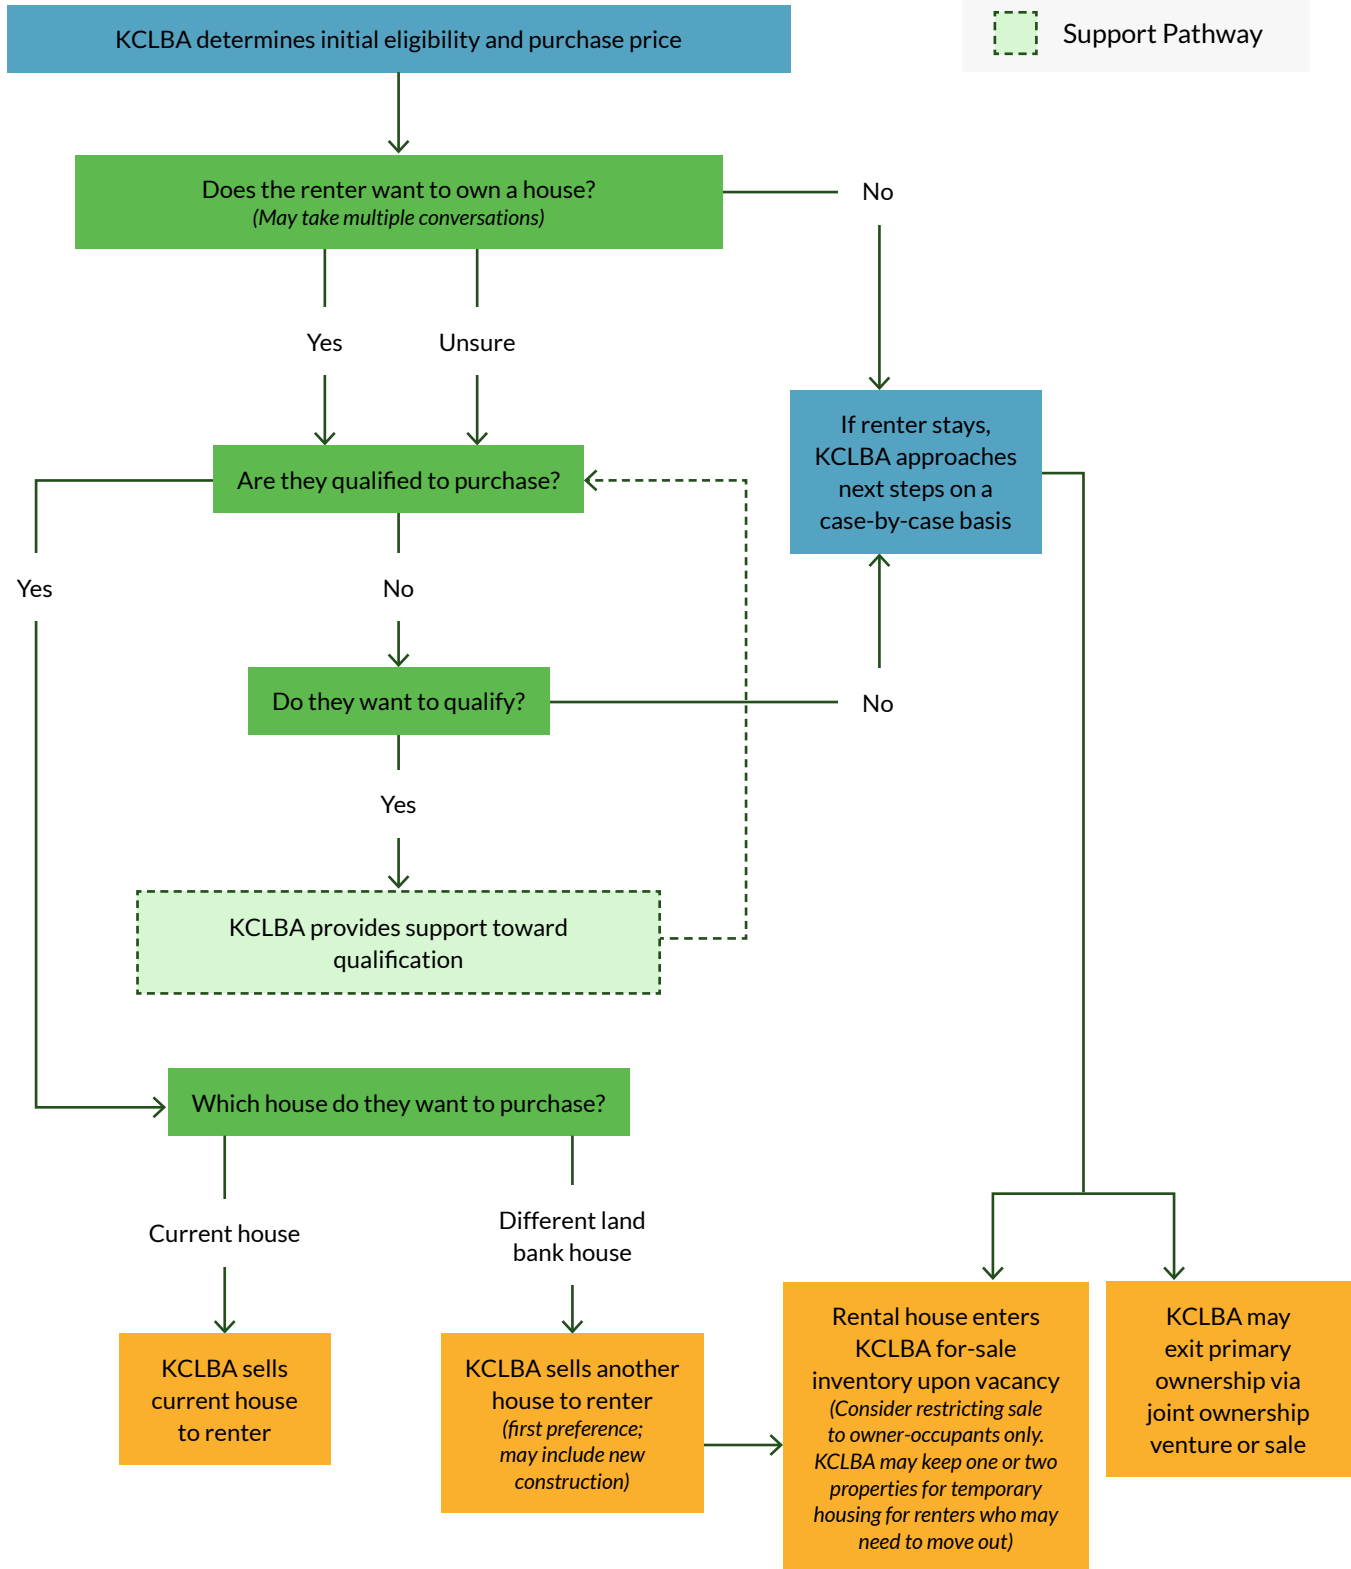 KCLBA determines initial eligibility and purchase price
Support Pathway
Does the renter want to own a house?
(May take multiple conversations)
No
Yes
Unsure
If renter stays,
KCLBA approaches
next steps on a
case-by-case basis
Are they qualified to purchase?
Yes
No
Do they want to qualify?
No
Yes
KCLBA provides support toward
qualification
Which house do they want to purchase?
Current house
Different land
bank house
KCLBA sells
current house
to renter
KCLBA sells another
house to renter
(first preference;
may include new
construction)
Rental house enters
KCLBA for-sale
inventory upon vacancy
(Consider restricting sale
to owner-occupants only.
KCLBA may keep one or two
properties for temporary
housing for renters who may
need to move out)
KCLBA may
exit primary
ownership via
joint ownership
venture or sale